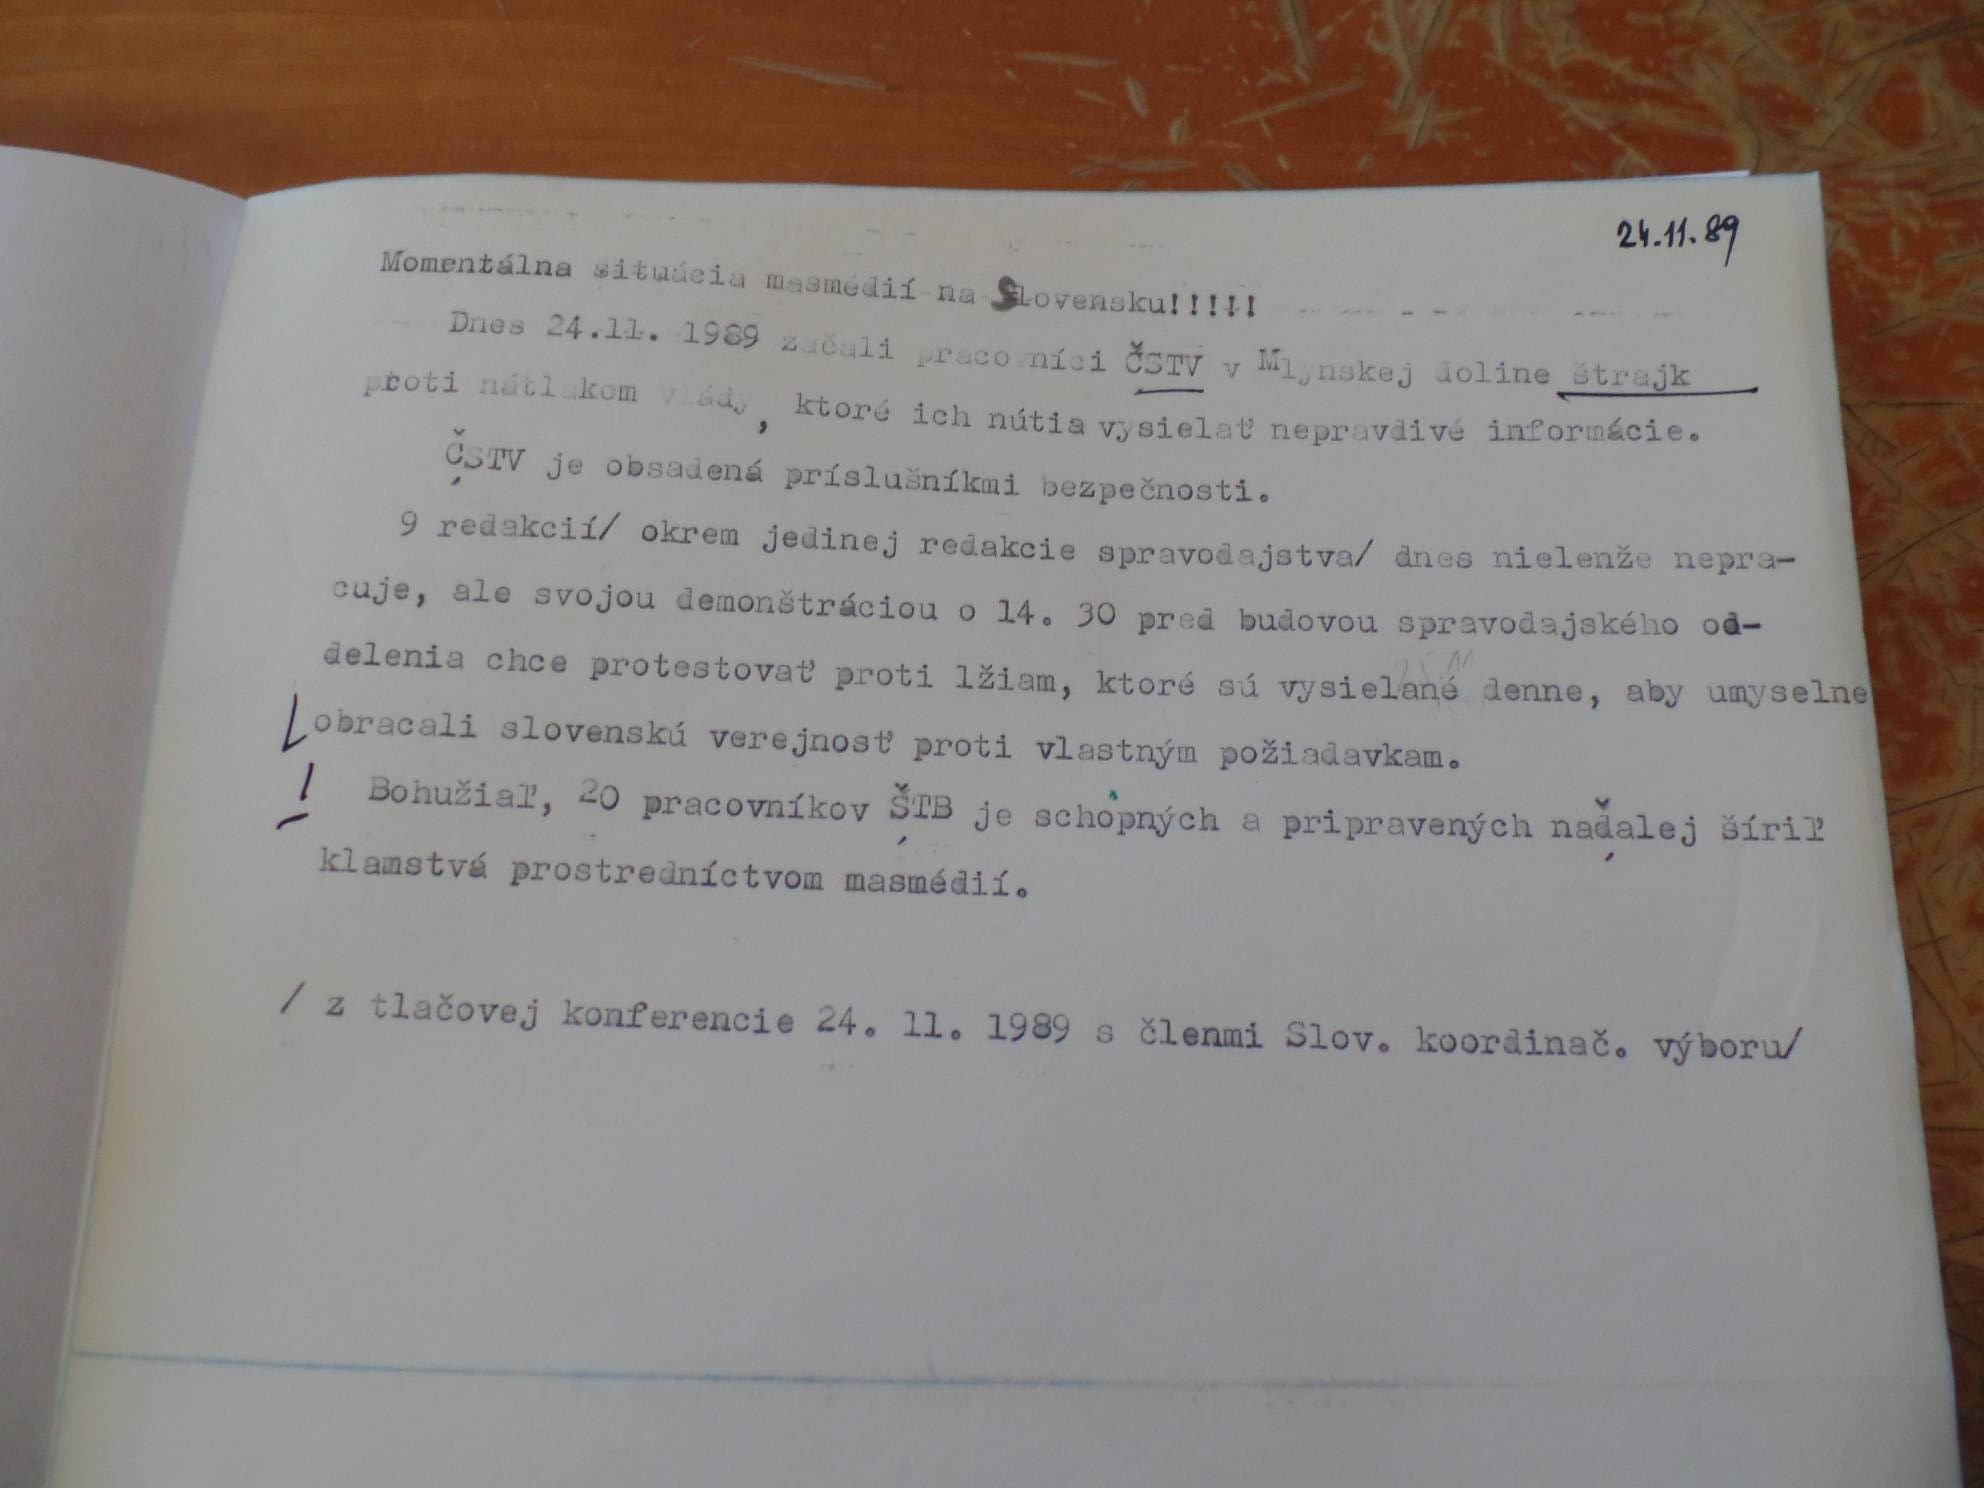 24.11.89
Momentálna situácia masmédií na Slovensku!!!!!
Dnes 24.11. 1989 začali pracovníci ČSTV v Mlynskej doline štrajk
proti nátlakom vlády, ktoré ich nútia vysielať nepravdivé informácie.
ČSTV je obsadená príslušníkmi bezpečnosti.
9 redakcií/ okrem jedinej redakcie spravodajstva/ dnes nielenže nepra-
cuje, ale svojou demonštráciou o 14. 30 pred budovou spravodajského od-
delenia chce protestovať proti lžiam, ktoré sú vysielané denne, aby umyselne
obracali slovenskú verejnosť proti vlastným požiadavkam.
! Bohužiaľ, 20 pracovníkov ŠTB je schopných a pripravených naďalej šíriľ
klamstvá prostredníctvom masmédií.
/ z tlačovej konferencie 24. 11. 1989 s členmi Slov. koordinač. výboru/